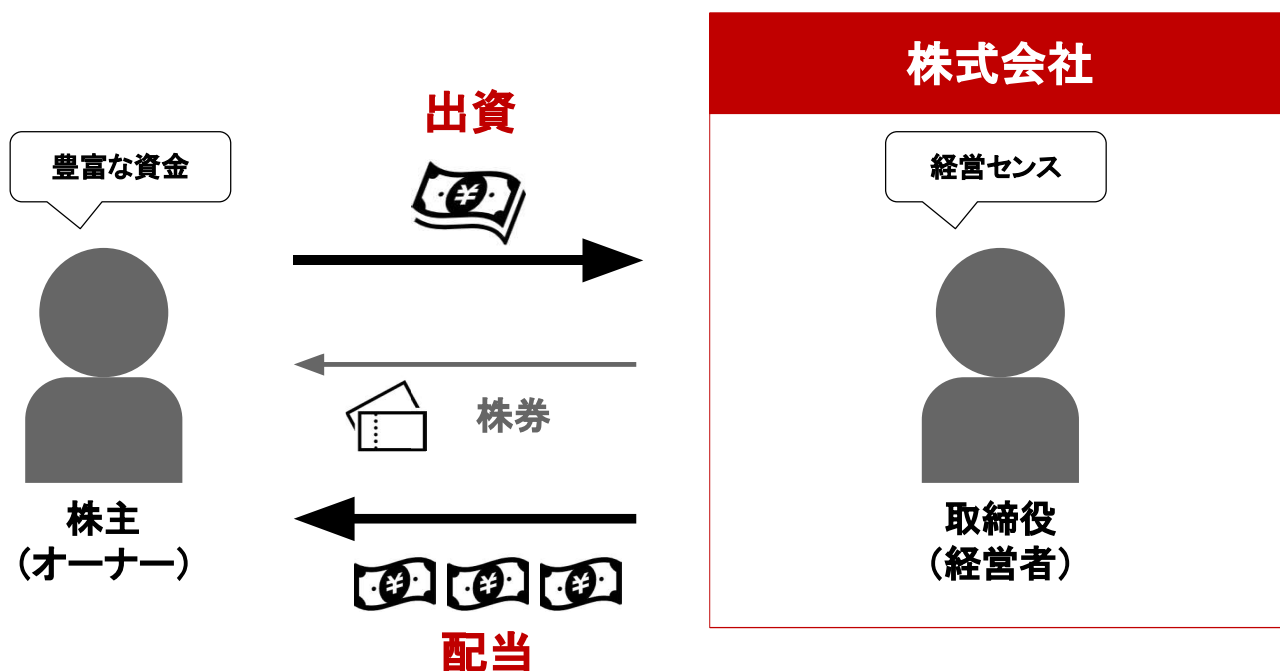 株式会社
出資
豊富な資金
経営センス
株券
株主
（オーナー）
取締役
（経営者）
配当